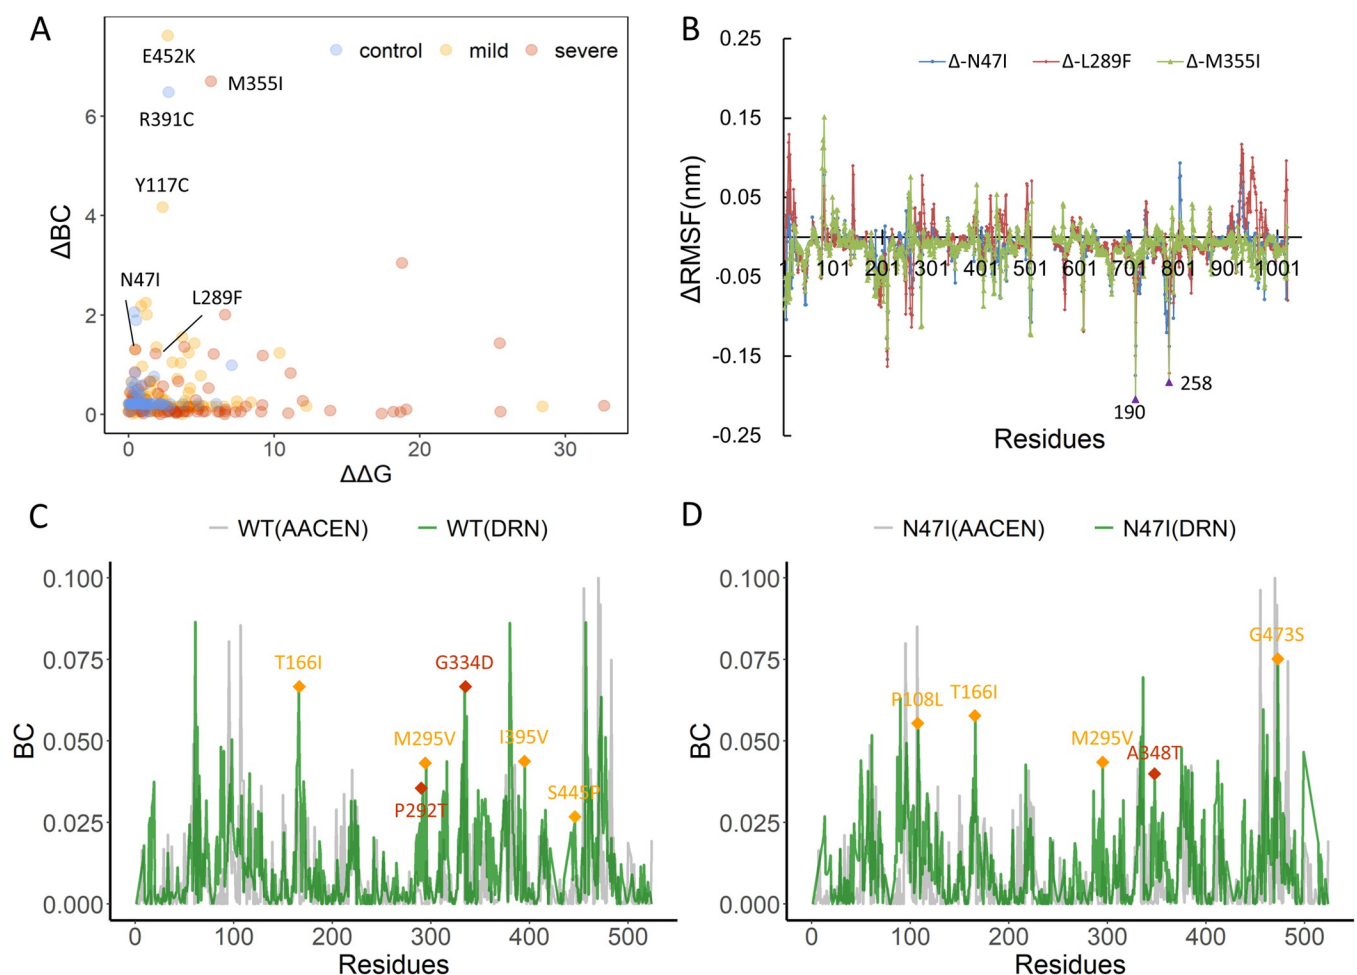 A
control mild severe
E452K
M355I
R391C
Y117C
N47I
L289F
ΔBC
6
4
2
0
0 10 20 30
ΔΔG
B
Δ-N47I Δ-L289F Δ-M355I
0.25
0.15
0.05
-0.05
-0.15
-0.25
ΔRMSF(nm)
1 101 201 301 401 501 601 701 801 901 1001
258
190
Residues
C
WT(AACEN) WT(DRN)
0.100
0.075
0.050
0.025
0.000
BC
T166I
G334D
M295V
I395V
P292T
S445P
0 100 200 300 400 500
Residues
D
N47I(AACEN) N47I(DRN)
0.100
0.075
0.050
0.025
0.000
BC
G473S
P108L
T166I
M295V
A348T
0 100 200 300 400 500
Residues